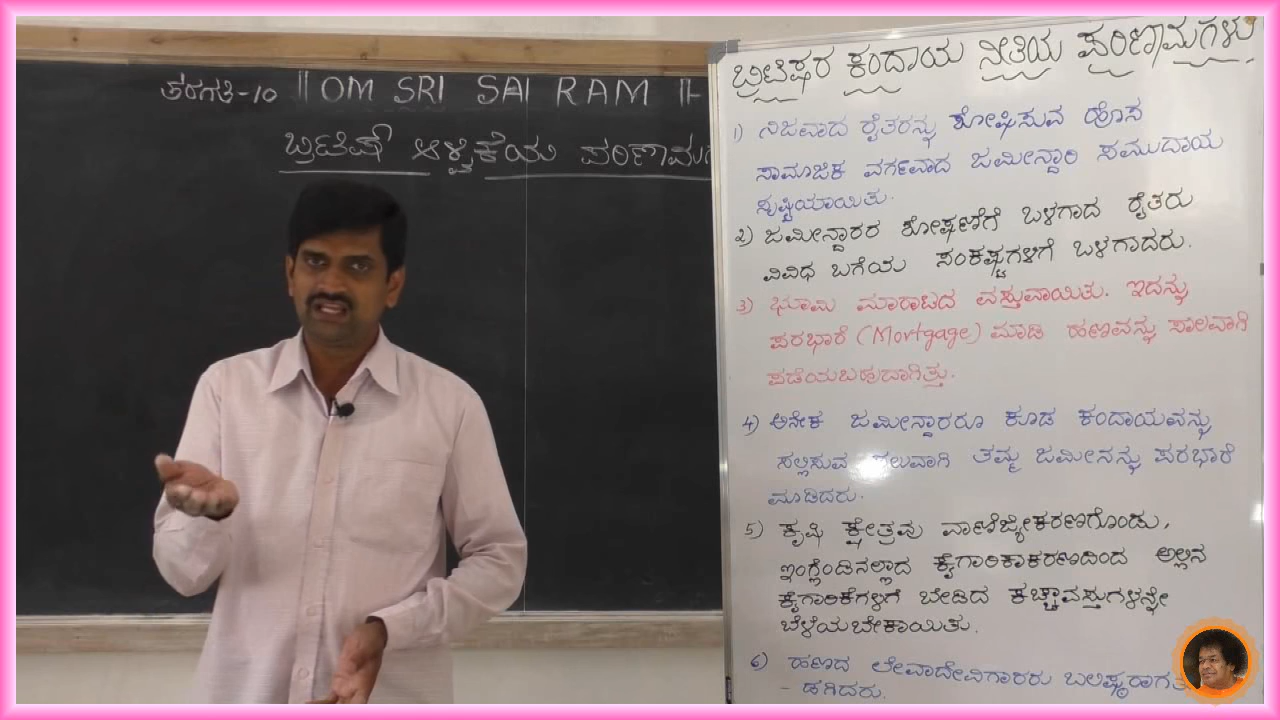 ತರಗತಿ-೧೦ || OM SRI SAI RAM ||
ಬ್ರಿಟಿಷ್ ಆಳ್ವಿಕೆಯ ಪರಿಣಾಮಗ
ಬ್ರಿಟಿಷರ ಕಂದಾಯ ನೀತಿಯ ಪರಿಣಾಮಗಳು
1) ನಿಜವಾದ ರೈತರನ್ನು ಶೋಷಿಸುವ ಹೊಸ
ಸಾಮಾಜಿಕ ವರ್ಗವಾದ ಜಮೀನ್ದಾರಿ ಸಮುದಾಯ
ಸೃಷ್ಟಿಯಾಯಿತು.
೨) ಜಮೀನ್ದಾರರ ಶೋಷಣೆಗೆ ಒಳಗಾದ ರೈತರು
ವಿವಿಧ ಬಗೆಯ ಸಂಕಷ್ಟಗಳಿಗೆ ಒಳಗಾದರು.
3) ಭೂಮಿ ಮಾರಾಟದ ವಸ್ತುವಾಯಿತು. ಇದನ್ನು
ಪರಭಾರೆ (Mortgage) ಮಾಡಿ ಹಣವನ್ನು ಸಾಲವಾಗಿ
ಪಡೆಯಬಹುದಾಗಿತ್ತು.
4) ಅನೇಕ ಜಮೀನ್ದಾರರೂ ಕೂಡ ಕಂದಾಯವನ್ನು
ಸಲ್ಲಿಸುವ ಸಲುವಾಗಿ ತಮ್ಮ ಜಮೀನನ್ನು ಪರಭಾರೆ
ಮಾಡಿದರು.
5) ಕೃಷಿ ಕ್ಷೇತ್ರವು ವಾಣಿಜ್ಯೀಕರಣಗೊಂಡು,
ಇಂಗ್ಲೆಂಡಿನಲ್ಲಾದ ಕೈಗಾರಿಕಾಕರಣದಿಂದ ಅಲ್ಲಿನ
ಕೈಗಾರಿಕೆಗಳಿಗೆ ಬೇಡಿದ ಕಚ್ಚಾವಸ್ತುಗಳನ್ನೇ
ಬೆಳೆಯಬೇಕಾಯಿತು.
6) ಹಣದ ಲೇವಾದೇವಿಗಾರರು ಬಲಿಷ್ಠರಾಗತ
- ಡಗಿದರು.